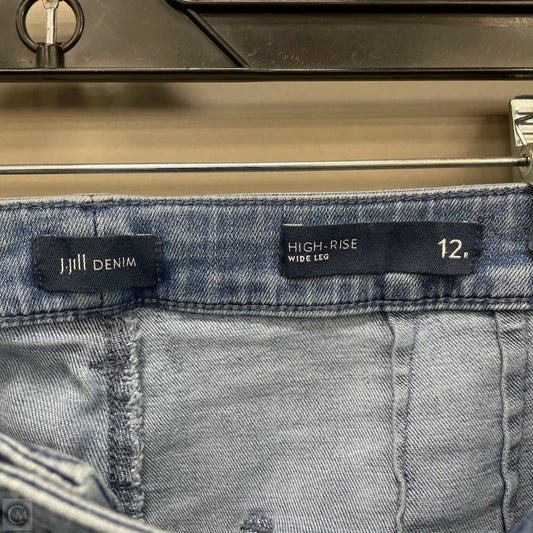 J.Jill DENIM
HIGH-RISE
WIDE LEG
12R